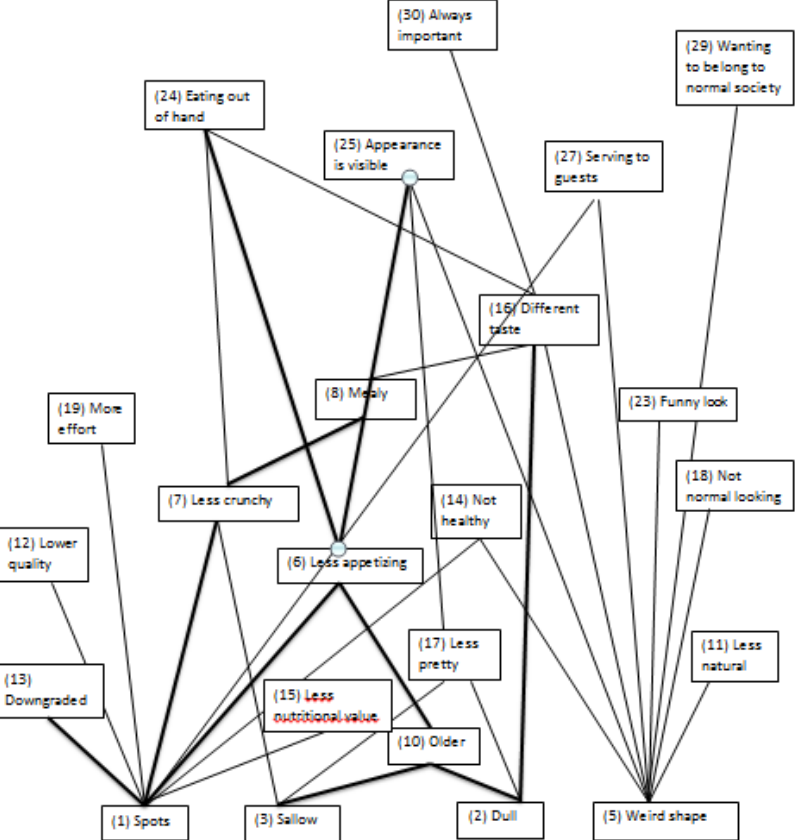 (30) Always
important
(29) Wanting
to belong to
normal society
(24) Eating out
of hand
(25) Appearance
is visible
(27) Serving to
guests
(16) Different
taste
(8) Mealy
(19) More
effort
(23) Funny look
(18) Not
normal looking
(7) Less crunchy
(14) Not
healthy
(12) Lower
quality
(6) Less appetizing
(17) Less
pretty
(11) Less
natural
(13)
Downgraded
(15) Less
nutritional value
(10) Older
(1) Spots
(3) Sallow
(2) Dull
(5) Weird shape